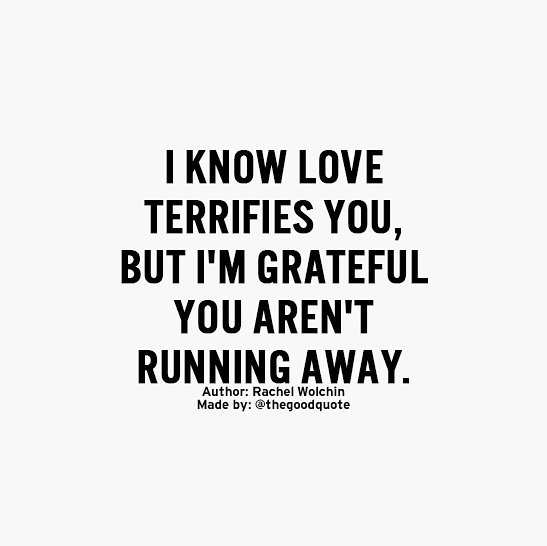 I KNOW LOVE
TERRIFIES YOU,
BUT I'M GRATEFUL
YOU AREN'T
RUNNING AWAY.
Author: Rachel Wolchin
Made by: @thegoodquote